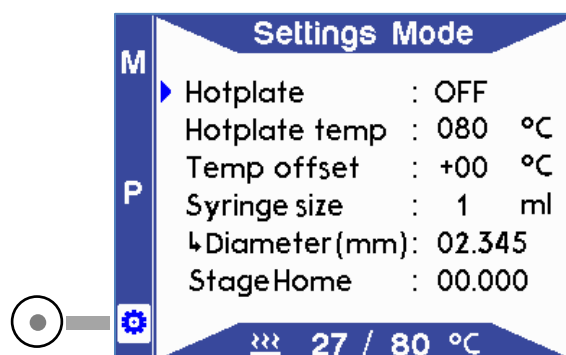 Settings Mode
M
Hotplate : OFF
Hotplate temp : 080 °C
Temp offset : +00 °C
P
Syringe size : 1 ml
↳Diameter(mm): 02.345
StageHome : 00.000
27 / 80 °C